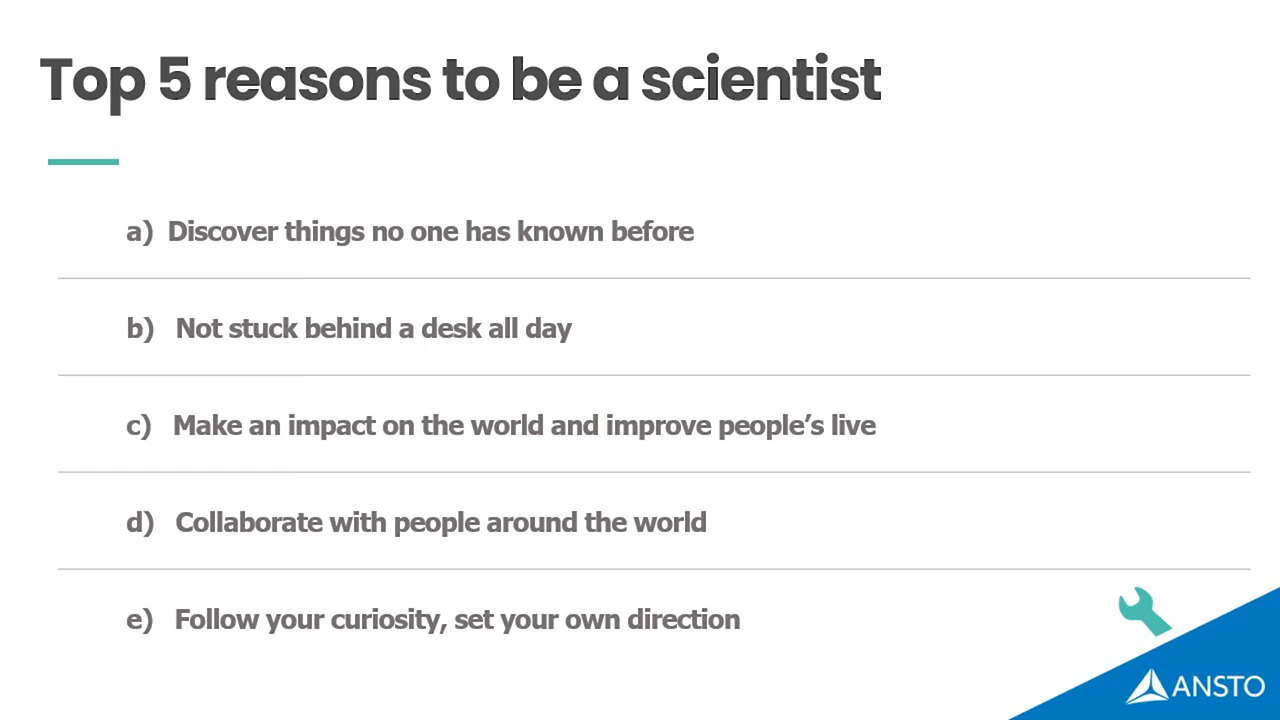 Top 5 reasons to be a scientist
a) Discover things no one has known before
b) Not stuck behind a desk all day
c) Make an impact on the world and improve people’s live
d) Collaborate with people around the world
e) Follow your curiosity, set your own direction
ANSTO